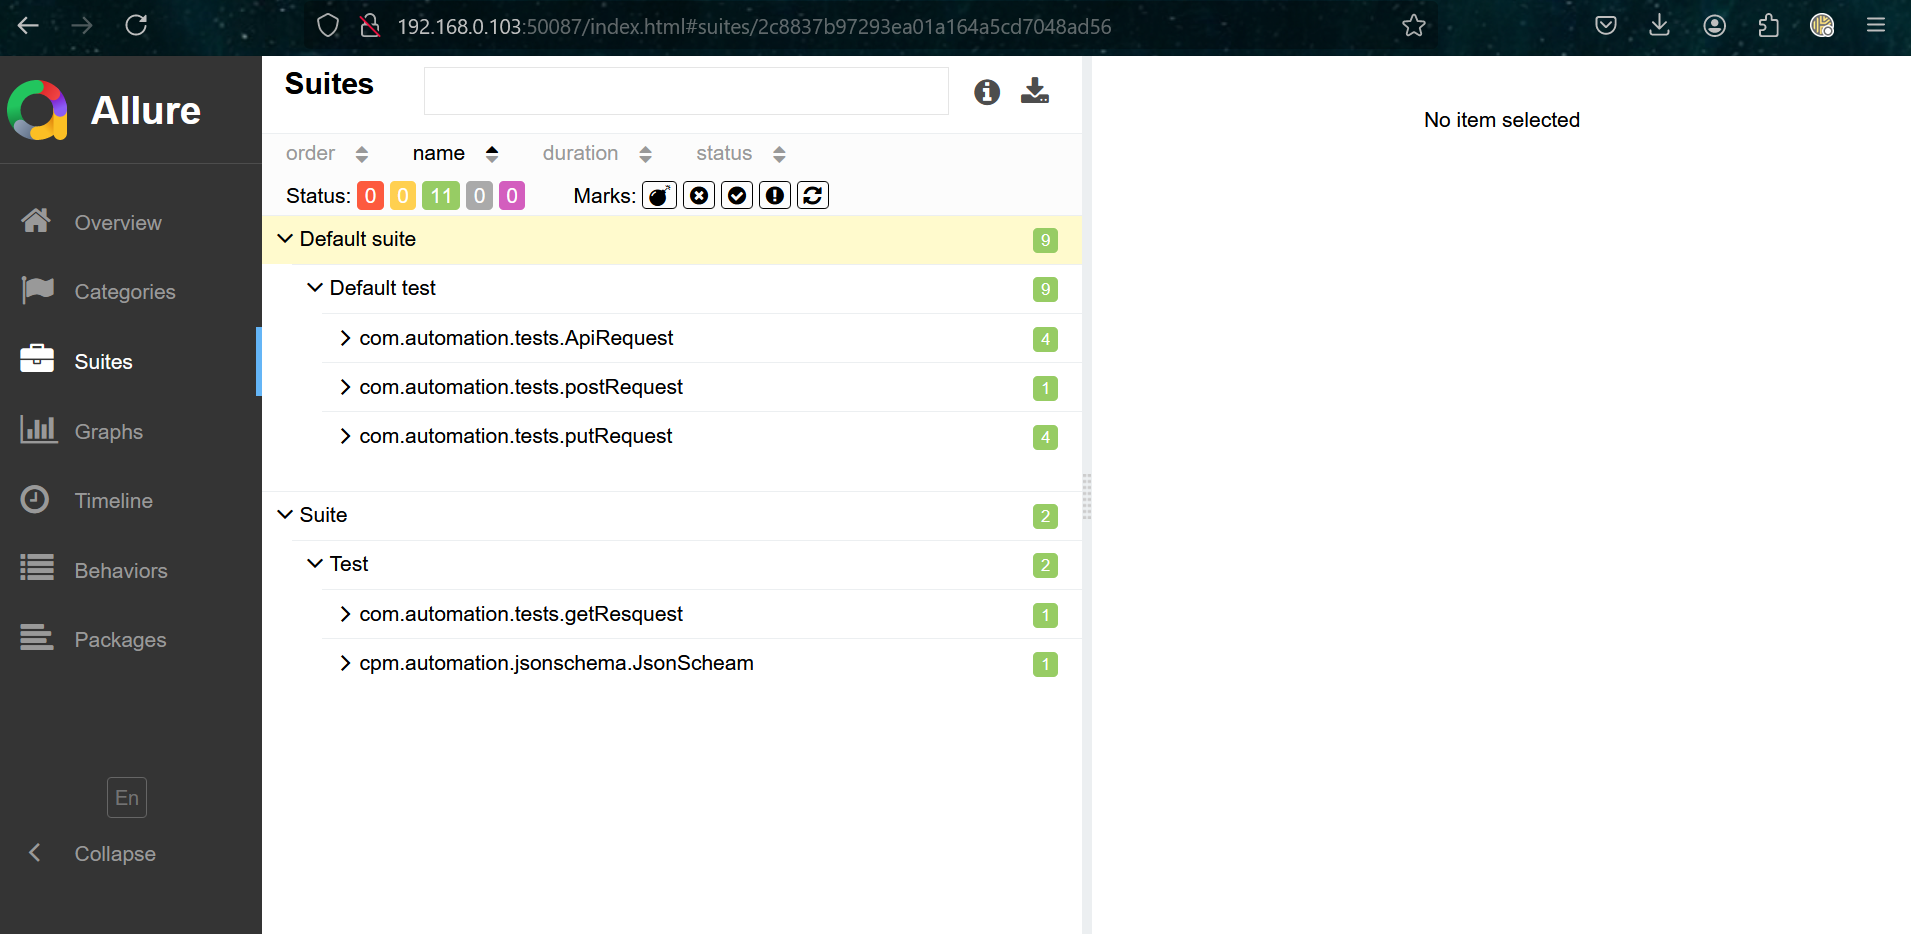 192.168.0.103:50087/index.html#suites/2c8837b97293ea01a164a5cd7048ad56
Allure
Overview
Categories
Suites
Graphs
Timeline
Behaviors
Packages
En
Collapse
Suites
order name duration status
Status: 0 0 11 0 0 Marks:
Default suite 9
Default test 9
com.automation.tests.ApiRequest 4
com.automation.tests.postRequest 1
com.automation.tests.putRequest 4
Suite 2
Test 2
com.automation.tests.getResquest 1
cpm.automation.jsonschema.JsonScheam 1
No item selected